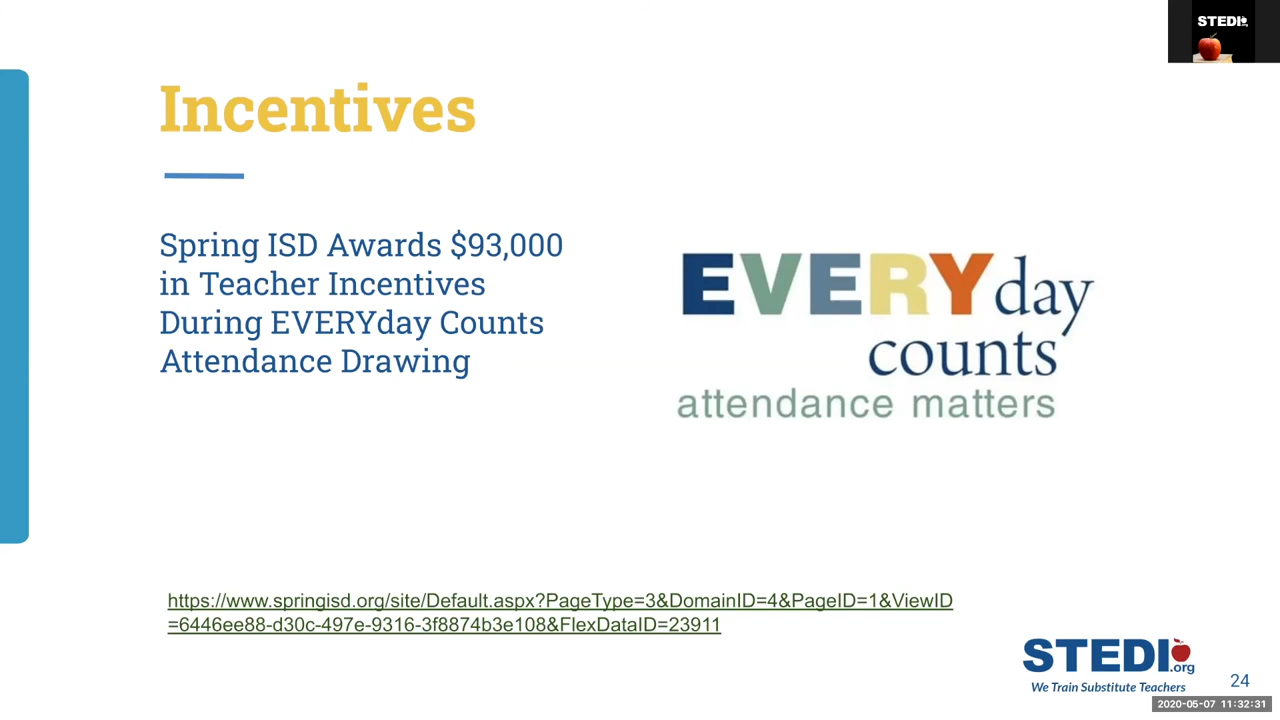 STEDI
Incentives
Spring ISD Awards $93,000
in Teacher Incentives
During EVERYday Counts
Attendance Drawing
EVERYday
counts
attendance matters
https://www.springisd.org/site/Default.aspx?PageType=3&DomainID=4&PageID=1&ViewID
=6446ee88-d30c-497e-9316-3f8874b3e108&FlexDataID=23911
STEDI.org
We Train Substitute Teachers
24
2020-05-07 11:32:31